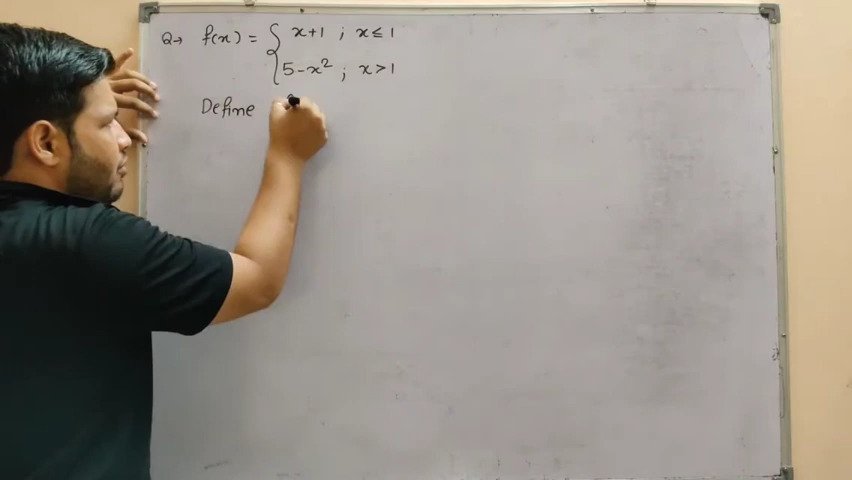 Q→ f(x) = { x+1 ; x ≤ 1
5-x² ; x > 1
Define